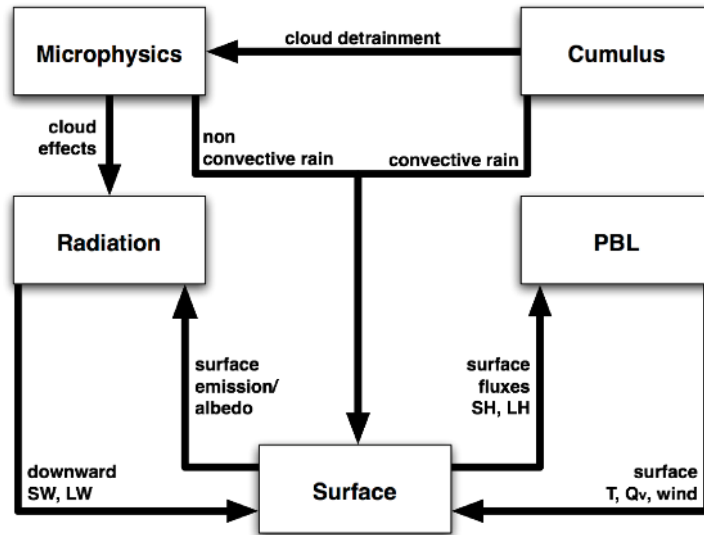 Microphysics
cloud detrainment
Cumulus
cloud
effects
non
convective rain
convective rain
Radiation
PBL
surface
emission/
albedo
surface
fluxes
SH, LH
downward
SW, LW
Surface
surface
T, Qv, wind